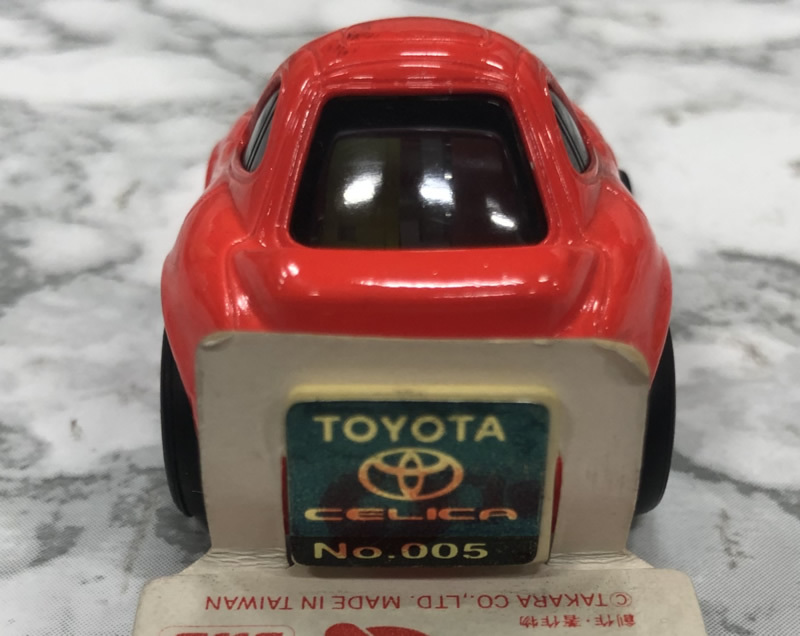 TOYOTA
CELICA
No.005
©TAKARA CO.,LTD. MADE IN TAIWAN
創作・著作物